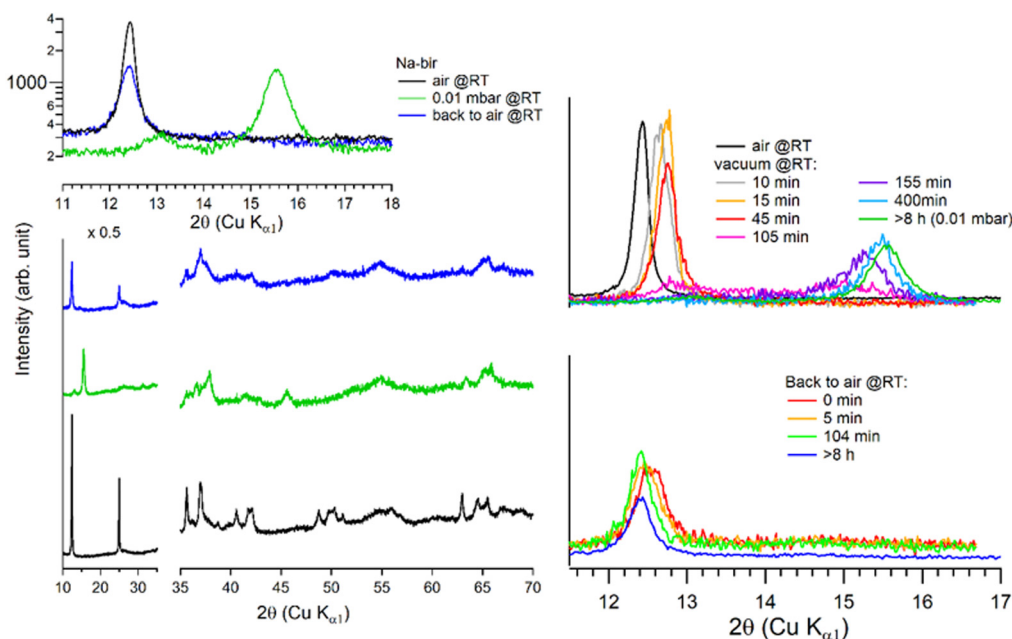 4
2
1000
6
4
2
Na-bir
air @RT
0.01 mbar @RT
back to air @RT
11 12 13 14 15 16 17 18
2θ (Cu Kα1)
x 0.5
Intensity (arb. unit)
10 15 20 25 30 35 40 45 50 55 60 65 70
2θ (Cu Kα1)
air @RT
vacuum @RT:
10 min
15 min
45 min
105 min
155 min
400min
>8 h (0.01 mbar)
Back to air @RT:
0 min
5 min
104 min
>8 h
12 13 14 15 16 17
2θ (Cu Kα1)